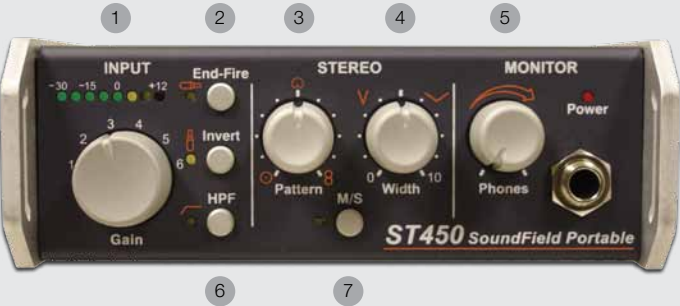 1 2 3 4 5
INPUT STEREO MONITOR
-30 -15 0 +12
End-Fire
Power
1 2 3 4 5 6
Invert
0 Width 10
Pattern
Phones
HPF
M/S
Gain
ST450 SoundField Portable
6 7